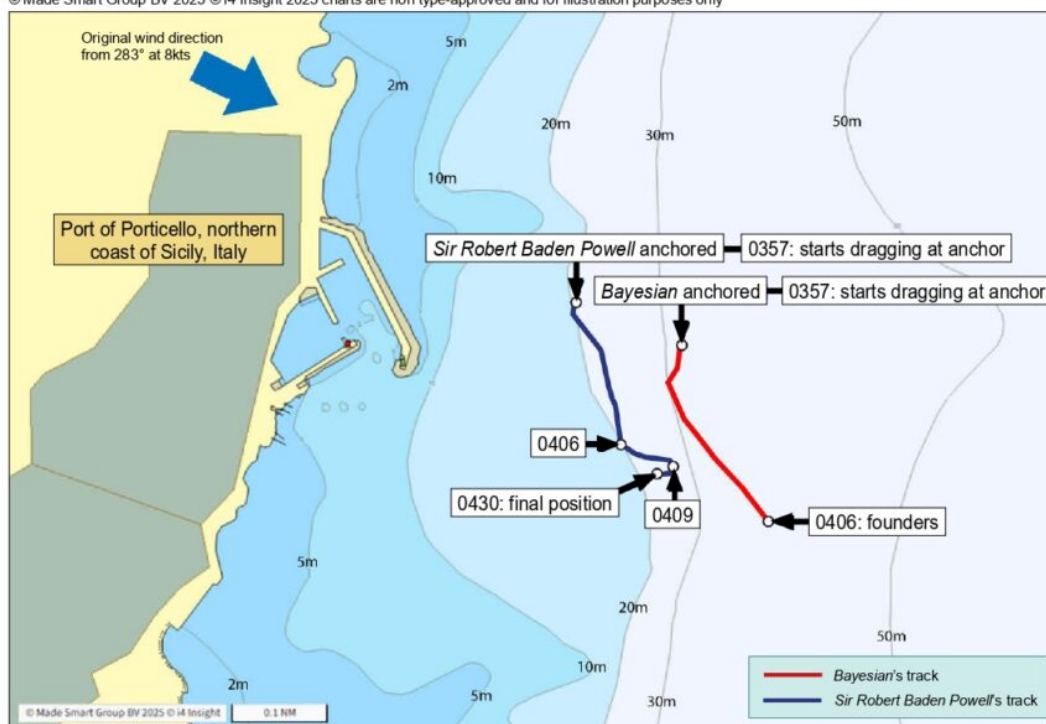 © Made Smart Group BV 2025 © i4 Insight 2025 charts are non type-approved and for illustration purposes only
Original wind direction
from 283° at 8kts
5m
2m
20m
30m
50m
10m
Port of Porticello, northern
coast of Sicily, Italy
Sir Robert Baden Powell anchored
0357: starts dragging at anchor
Bayesian anchored
0357: starts dragging at anchor
0406
0430: final position
0409
0406: founders
5m
20m
50m
10m
2m
5m
30m
Bayesian's track
Sir Robert Baden Powell's track
© Made Smart Group BV 2025 © i4 Insight
0.1 NM